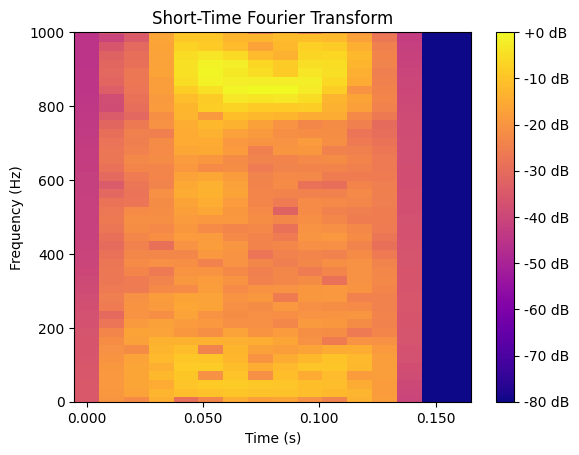 Short-Time Fourier Transform
1000
800
600
400
200
0
Frequency (Hz)
0.000
0.050
0.100
0.150
Time (s)
+0 dB
-10 dB
-20 dB
-30 dB
-40 dB
-50 dB
-60 dB
-70 dB
-80 dB